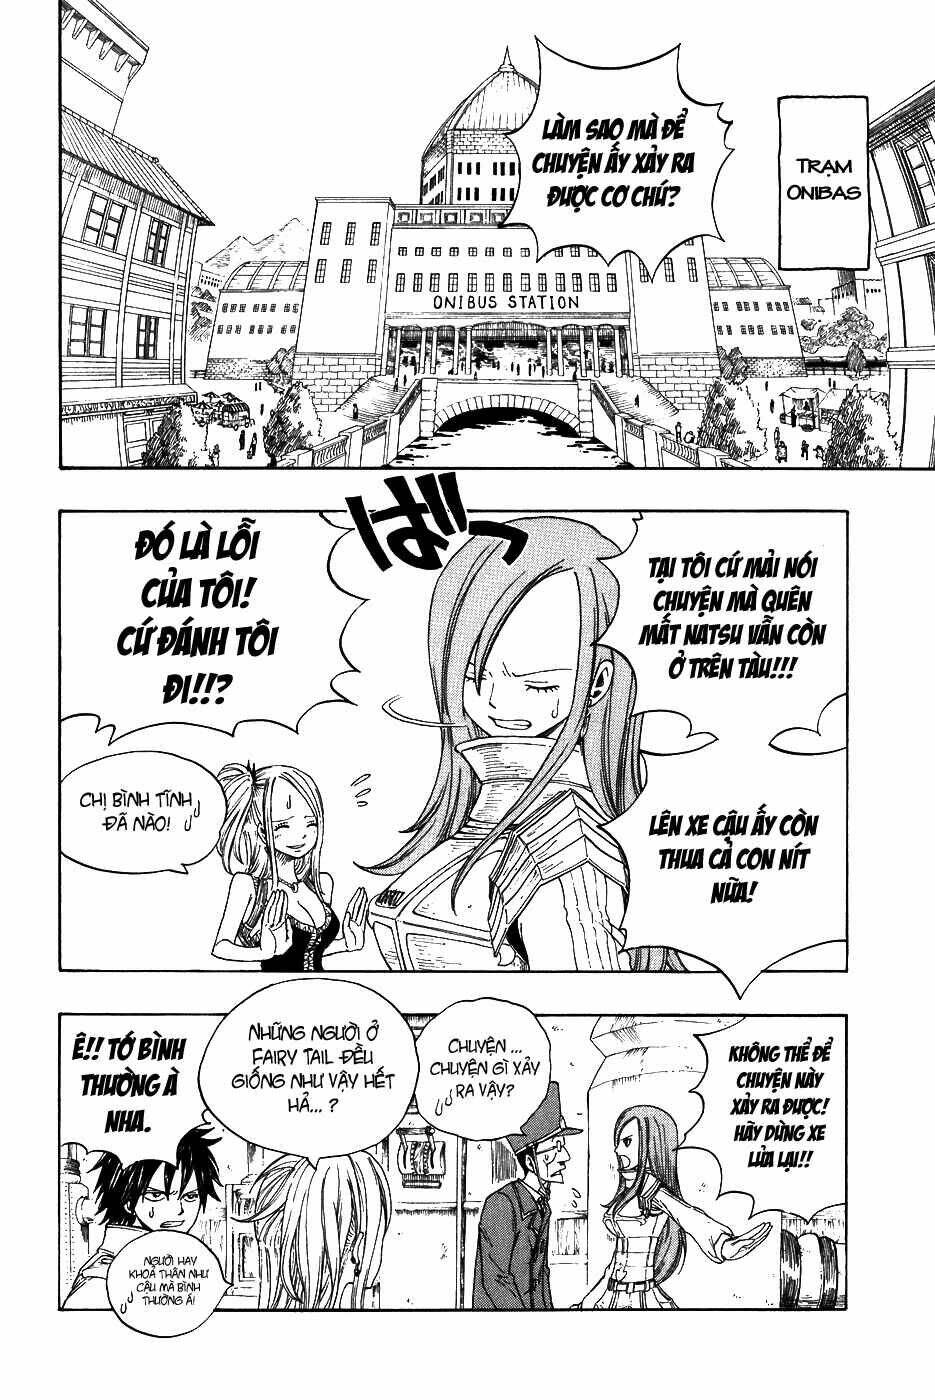 TRẠM
ONIBAS
LÀM SAO MÀ ĐỂ
CHUYỆN ẤY XẢY RA
ĐƯỢC CƠ CHỨ?
ONIBUS STATION
TẠI TÔI CỨ MẢI NÓI
CHUYỆN MÀ QUÊN
MẤT NATSU VẪN CÒN
Ở TRÊN TÀU!!!
LÊN XE CẬU ẤY CÒN
THUA CẢ CON NÍT
NỮA!
ばっ
ĐÓ LÀ LỖI
CỦA TÔI!
CỨ ĐÁNH TÔI
ĐI!!?
CHỊ BÌNH TĨNH
ĐÃ NÀO!
KHÔNG THỂ ĐỂ
CHUYỆN NÀY
XẢY RA ĐƯỢC!
HÃY DỪNG XE
LỬA LẠI!!
CHUYỆN ...
CHUYỆN GÌ XẢY
RA VẬY?
NHỮNG NGƯỜI Ở
FAIRY TAIL ĐỀU
GIỐNG NHƯ VẬY HẾT
HẢ... ?
Ê!! TỚ BÌNH
THƯỜNG À
NHA.
NGƯỜI HAY
KHOẢ THÂN NHƯ
CẬU MÀ BÌNH
THƯỜNG Á!